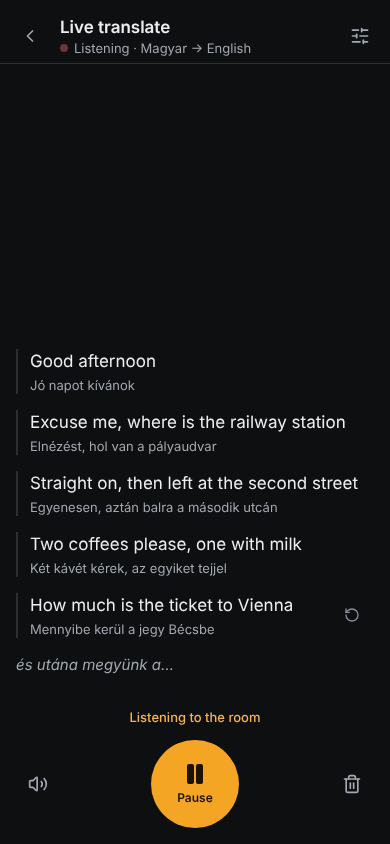 Live translate
Listening · Magyar → English
Good afternoon
Jó napot kívánok
Excuse me, where is the railway station
Elnézést, hol van a pályaudvar
Straight on, then left at the second street
Egyenesen, aztán balra a második utcán
Two coffees please, one with milk
Két kávét kérek, az egyiket tejjel
How much is the ticket to Vienna
Mennyibe kerül a jegy Bécsbe
és utána megyünk a...
Listening to the room
Pause